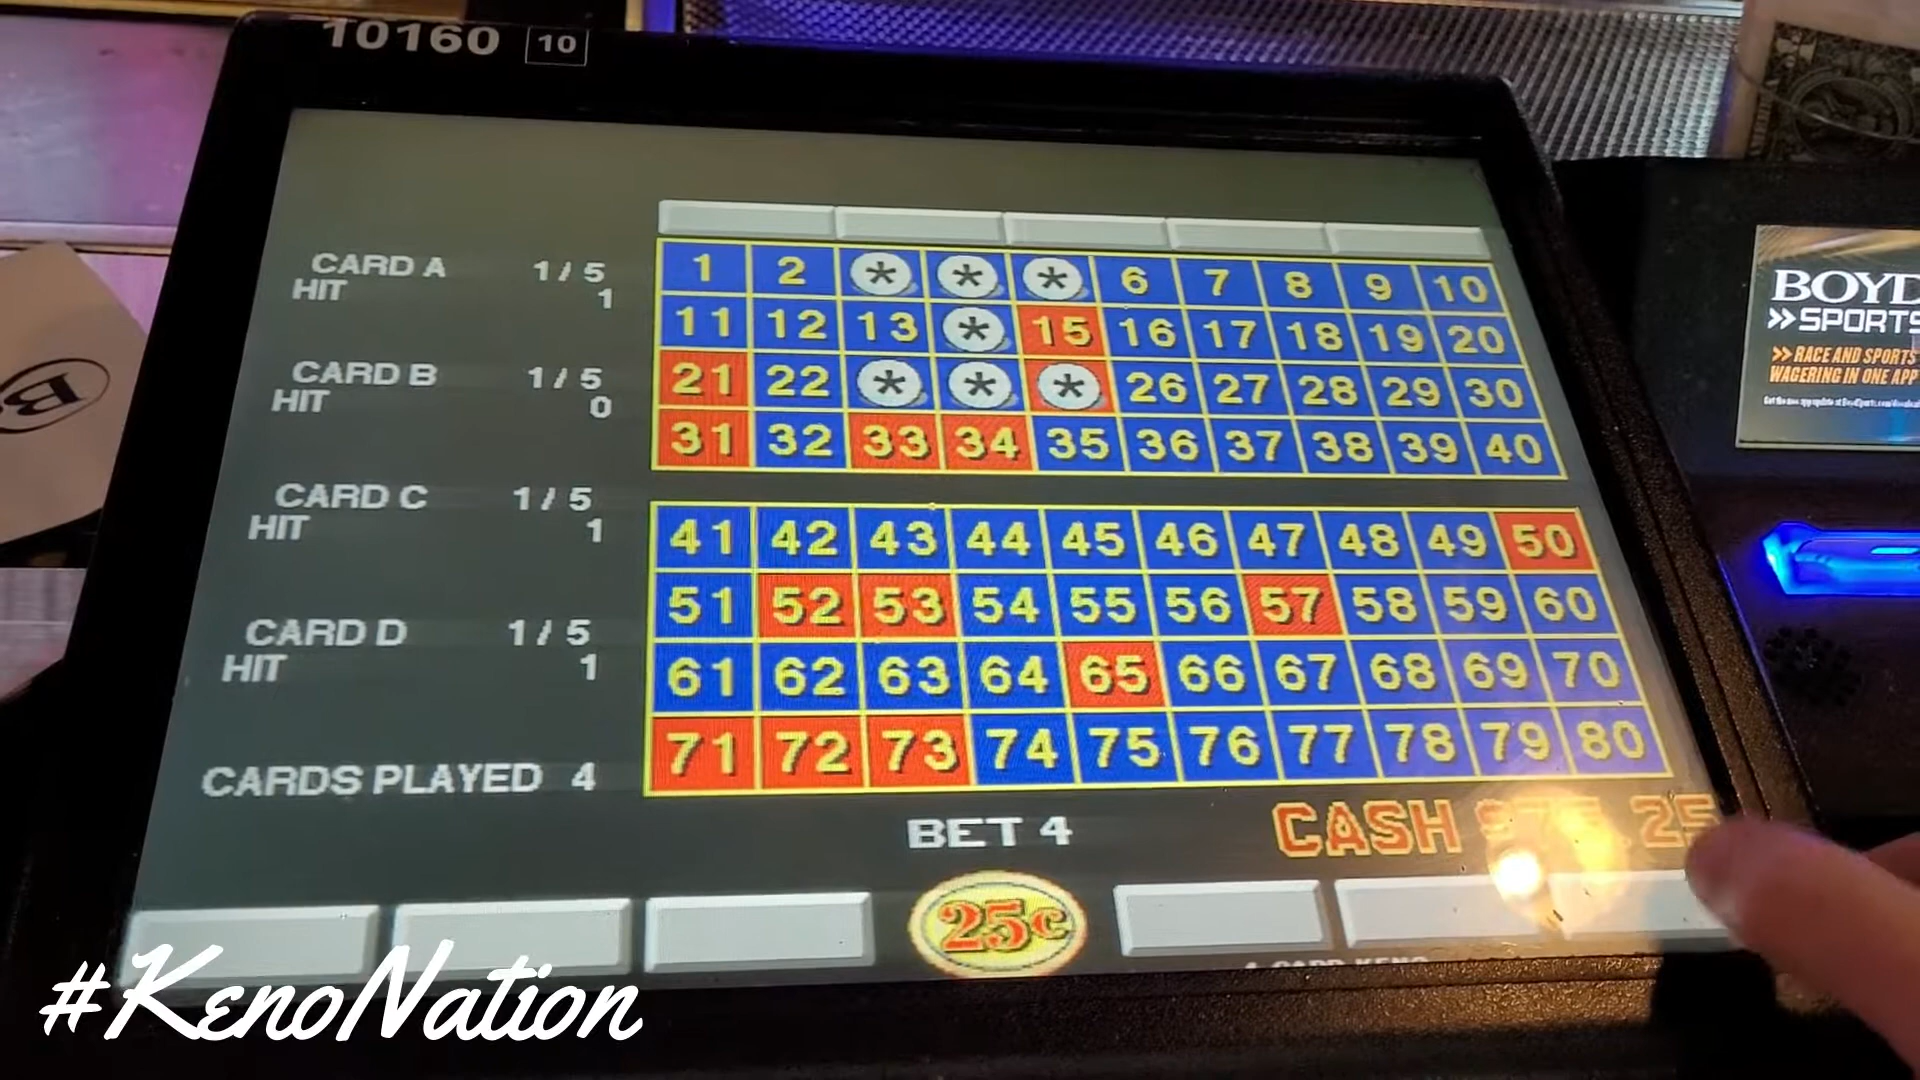 10160 10
CARD A 1/5
HIT 1
CARD B 1/5
HIT 0
CARD C 1/5
HIT 1
CARD D 1/5
HIT 1
CARDS PLAYED 4
1 2 * * * 6 7 8 9 10
11 12 13 * 15 16 17 18 19 20
21 22 * * * 26 27 28 29 30
31 32 33 34 35 36 37 38 39 40
41 42 43 44 45 46 47 48 49 50
51 52 53 54 55 56 57 58 59 60
61 62 63 64 65 66 67 68 69 70
71 72 73 74 75 76 77 78 79 80
BET 4
CASH
25¢
BOYD
>>SPORTS
>>RACE AND SPORTS
WAGERING IN ONE APP
B
#KenoNation